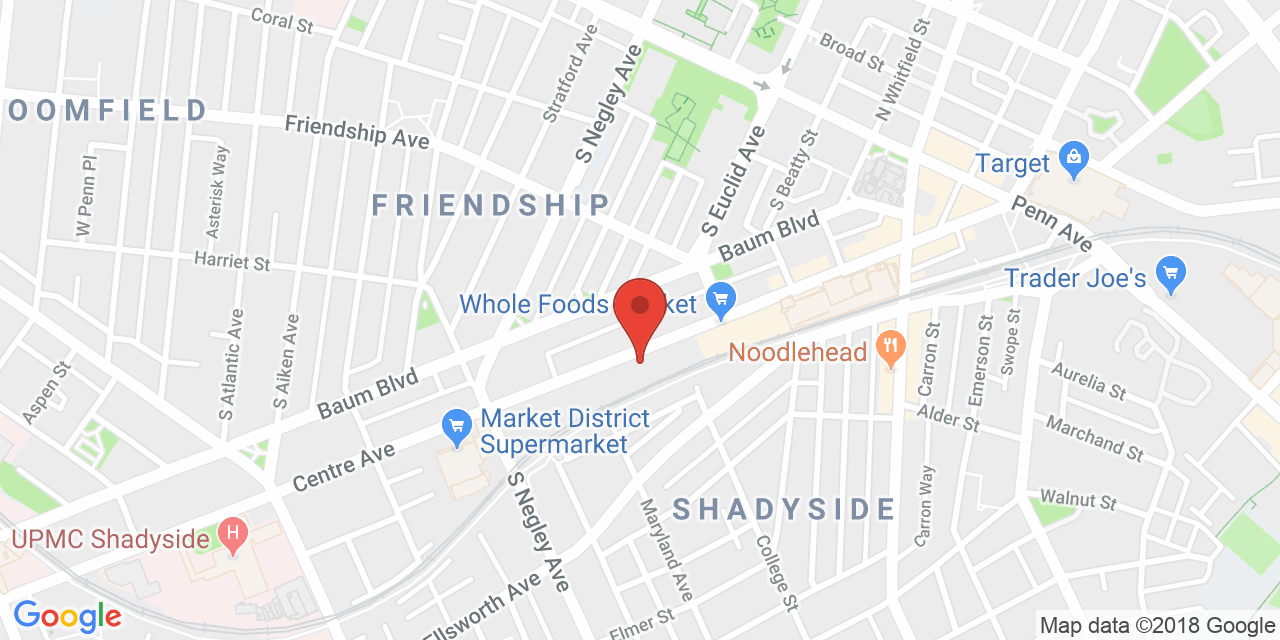 Coral St
Stratford Ave
S Negley Ave
Broad St
N Whitfield St
OOMFIELD
Friendship Ave
S Euclid Ave
S Beatty St
Target
W Penn Pl
Asterisk Way
FRIENDSHIP
Baum Blvd
Penn Ave
Harriet St
Trader Joe's
Whole Foods
ket
Noodlehead
S Atlantic Ave
S Aiken Ave
Carron St
Emerson St
Swope St
Aspen St
Baum Blvd
Aurelia St
Market District
Supermarket
Alder St
Marchand St
Centre Ave
S Negley Ave
SHADYSIDE
Carron Way
Walnut St
UPMC Shadyside
H
Maryland Ave
College St
Ellsworth Ave
Elmer St
Google
Map data ©2018 Google